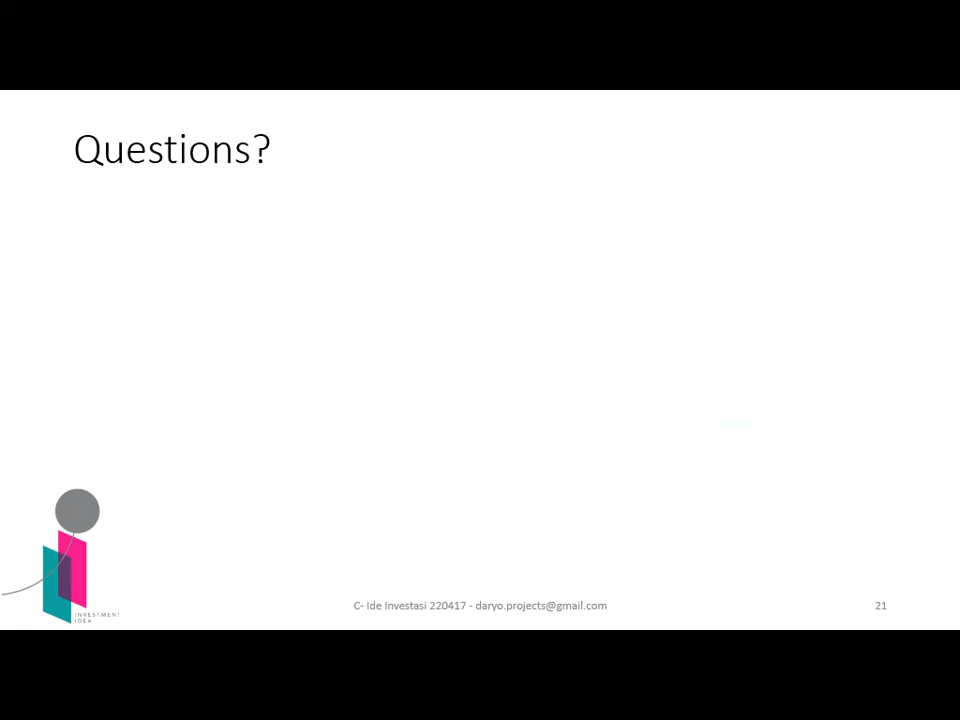 Questions?
INVESTMENT
IDEA
C- Ide Investasi 220417 - daryo.projects@gmail.com
21